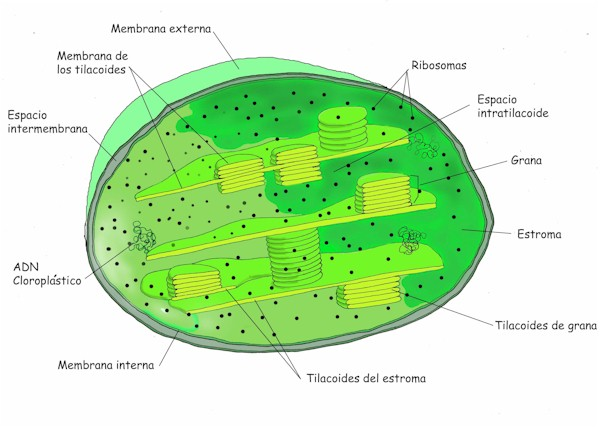 Membrana externa
Membrana de
los tilacoides
Ribosomas
Espacio
intratilacoide
Espacio
intermembrana
Grana
Estroma
ADN
Cloroplástico
Tilacoides de grana
Membrana interna
Tilacoides del estroma